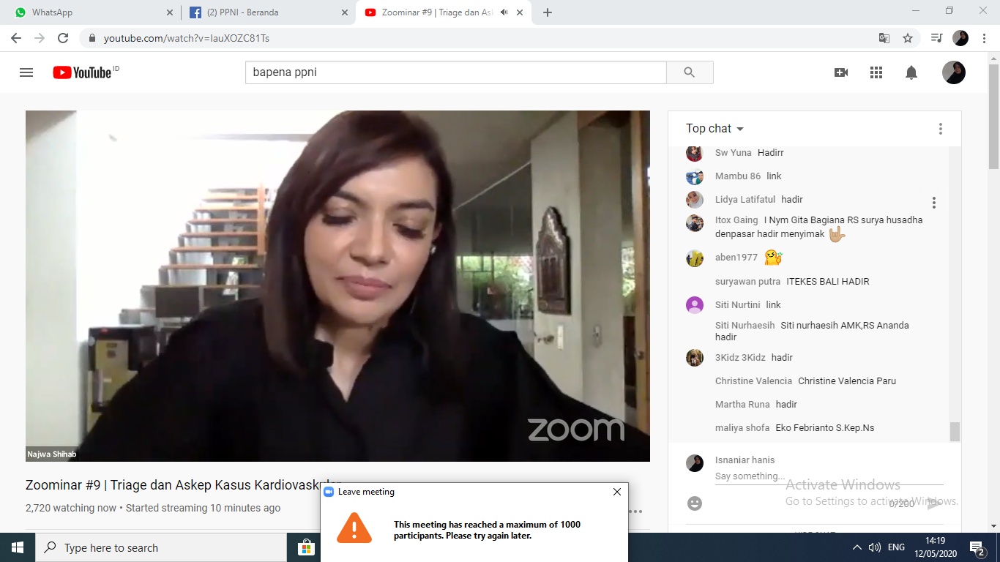 WhatsApp
(2) PPNI - Beranda
Zoominar #9 | Triage dan Ask
youtube.com/watch?v=IauXOZC81Ts
YouTube ID
bapena ppni
Najwa Shihab
zoom
Zoominar #9 | Triage dan Askep Kasus
2,720 watching now • Started streaming 10 minutes ago
Top chat
Sw Yuna Hadirr
Mambu 86 link
Lidya Latifatul hadir
Itox Gaing I Nym Gita Bagiana RS surya husadha
denpasar hadir menyimak
aben1977
suryawan putra ITEKES BALI HADIR
Siti Nurtini link
Siti Nurhaesih Siti nurhaesih AMK,RS Ananda
hadir
3Kidz 3Kidz hadir
Christine Valencia Christine Valencia Paru
Martha Runa hadir
maliya shofa Eko Febrianto S.Kep.Ns
Isnaniar hanis
Say something...
0/200
Activate Windows
Go to Settings to activate Windows.
Leave meeting
This meeting has reached a maximum of 1000
participants. Please try again later.
Type here to search
ENG
14:19
12/05/2020
2